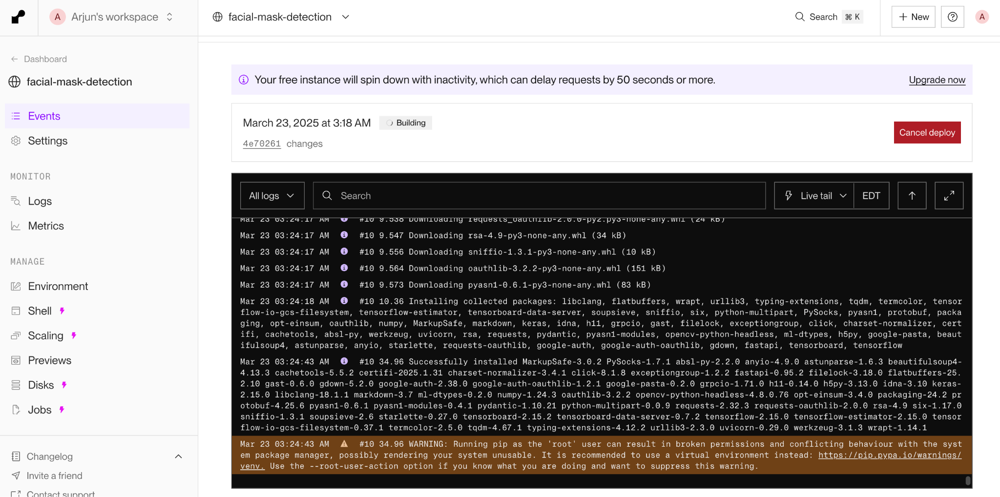 A Arjun's workspace
facial-mask-detection
Search ⌘ K
+ New
A
← Dashboard
facial-mask-detection
Events
Settings
MONITOR
Logs
Metrics
MANAGE
Environment
Shell
Scaling
Previews
Disks
Jobs
Changelog
Invite a friend
Contact support
Your free instance will spin down with inactivity, which can delay requests by 50 seconds or more.
Upgrade now
March 23, 2025 at 3:18 AM Building
4e70261 changes
Cancel deploy
All logs
Search
Live tail
EDT
Mar 23 03:24:17 AM #10 9.538 Downloading requests_oauthlib-2.0.0-py2.py3-none-any.whl (24 kB)
Mar 23 03:24:17 AM #10 9.547 Downloading rsa-4.9-py3-none-any.whl (34 kB)
Mar 23 03:24:17 AM #10 9.556 Downloading sniffio-1.3.1-py3-none-any.whl (10 kB)
Mar 23 03:24:17 AM #10 9.564 Downloading oauthlib-3.2.2-py3-none-any.whl (151 kB)
Mar 23 03:24:17 AM #10 9.573 Downloading pyasn1-0.6.1-py3-none-any.whl (83 kB)
Mar 23 03:24:18 AM #10 10.36 Installing collected packages: libclang, flatbuffers, wrapt, urllib3, typing-extensions, tqdm, termcolor, tensor
flow-io-gcs-filesystem, tensorflow-estimator, tensorboard-data-server, soupsieve, sniffio, six, python-multipart, PySocks, pyasn1, protobuf, packa
ging, opt-einsum, oauthlib, numpy, MarkupSafe, markdown, keras, idna, h11, grpcio, gast, filelock, exceptiongroup, click, charset-normalizer, cert
ifi, cachetools, absl-py, werkzeug, uvicorn, rsa, requests, pydantic, pyasn1-modules, opencv-python-headless, ml-dtypes, h5py, google-pasta, beaut
ifulsoup4, astunparse, anyio, starlette, requests-oauthlib, google-auth, google-auth-oauthlib, gdown, fastapi, tensorboard, tensorflow
Mar 23 03:24:43 AM #10 34.96 Successfully installed MarkupSafe-3.0.2 PySocks-1.7.1 absl-py-2.2.0 anyio-4.9.0 astunparse-1.6.3 beautifulsoup4-
4.13.3 cachetools-5.5.2 certifi-2025.1.31 charset-normalizer-3.4.1 click-8.1.8 exceptiongroup-1.2.2 fastapi-0.95.2 filelock-3.18.0 flatbuffers-25.
2.10 gast-0.6.0 gdown-5.2.0 google-auth-2.38.0 google-auth-oauthlib-1.2.1 google-pasta-0.2.0 grpcio-1.71.0 h11-0.14.0 h5py-3.13.0 idna-3.10 keras-
2.15.0 libclang-18.1.1 markdown-3.7 ml-dtypes-0.2.0 numpy-1.24.3 oauthlib-3.2.2 opencv-python-headless-4.8.0.76 opt-einsum-3.4.0 packaging-24.2 pr
otobuf-4.25.6 pyasn1-0.6.1 pyasn1-modules-0.4.1 pydantic-1.10.21 python-multipart-0.0.9 requests-2.32.3 requests-oauthlib-2.0.0 rsa-4.9 six-1.17.0
sniffio-1.3.1 soupsieve-2.6 starlette-0.27.0 tensorboard-2.15.2 tensorboard-data-server-0.7.2 tensorflow-2.15.0 tensorflow-estimator-2.15.0 tensor
flow-io-gcs-filesystem-0.37.1 termcolor-2.5.0 tqdm-4.67.1 typing-extensions-4.12.2 urllib3-2.3.0 uvicorn-0.29.0 werkzeug-3.1.3 wrapt-1.14.1
Mar 23 03:24:43 AM #10 34.96 WARNING: Running pip as the 'root' user can result in broken permissions and conflicting behaviour with the syst
em package manager, possibly rendering your system unusable. It is recommended to use a virtual environment instead: https://pip.pypa.io/warnings/
venv. Use the --root-user-action option if you know what you are doing and want to suppress this warning.